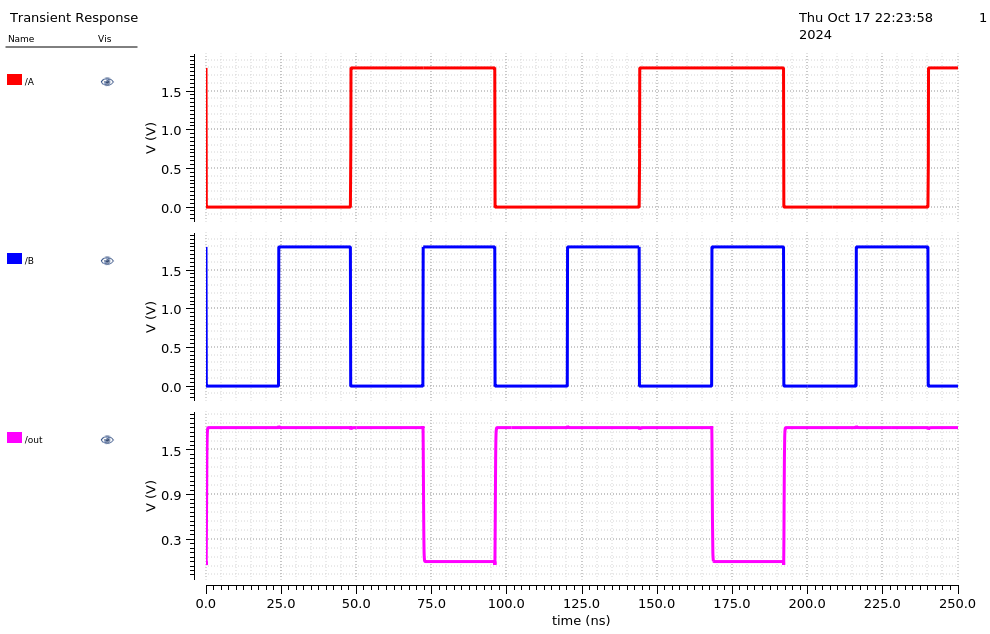 Transient Response
Thu Oct 17 22:23:58 2024
1
Name Vis
/A
V (V)
1.5
1.0
0.5
0.0
/B
V (V)
1.5
1.0
0.5
0.0
/out
V (V)
1.5
0.9
0.3
0.0 25.0 50.0 75.0 100.0 125.0 150.0 175.0 200.0 225.0 250.0
time (ns)